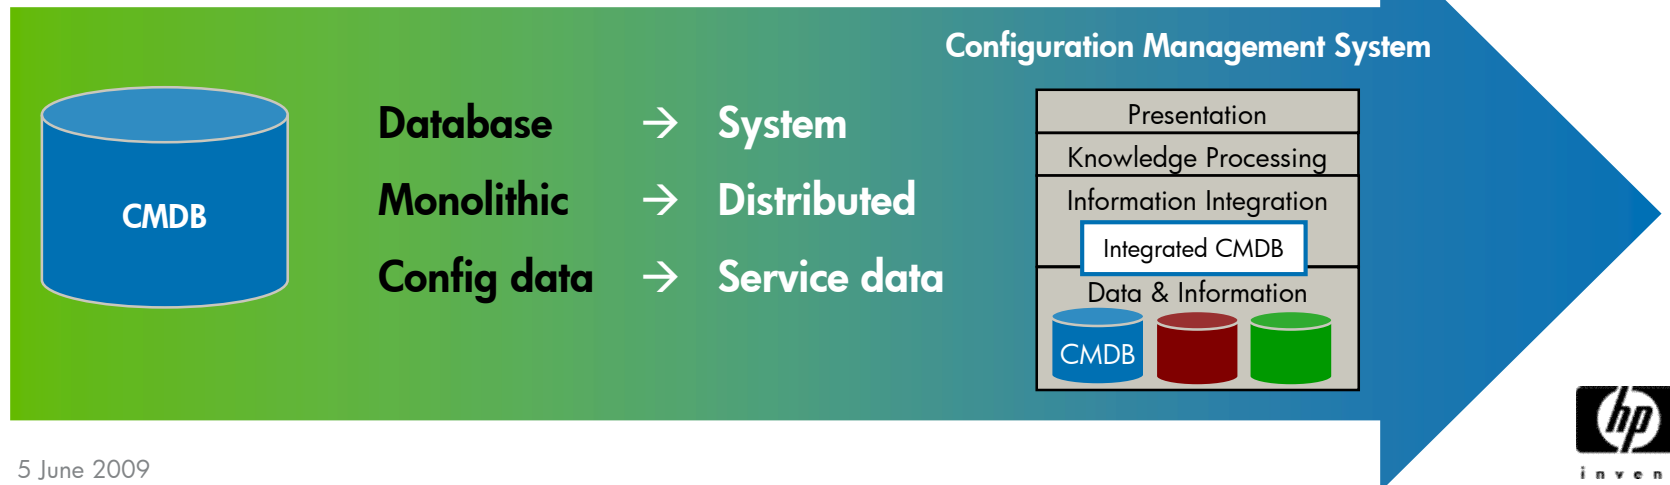 Configuration Management System
CMDB
Database → System
Monolithic → Distributed
Config data → Service data
Presentation
Knowledge Processing
Information Integration
Integrated CMDB
Data & Information
CMDB
5 June 2009
hp